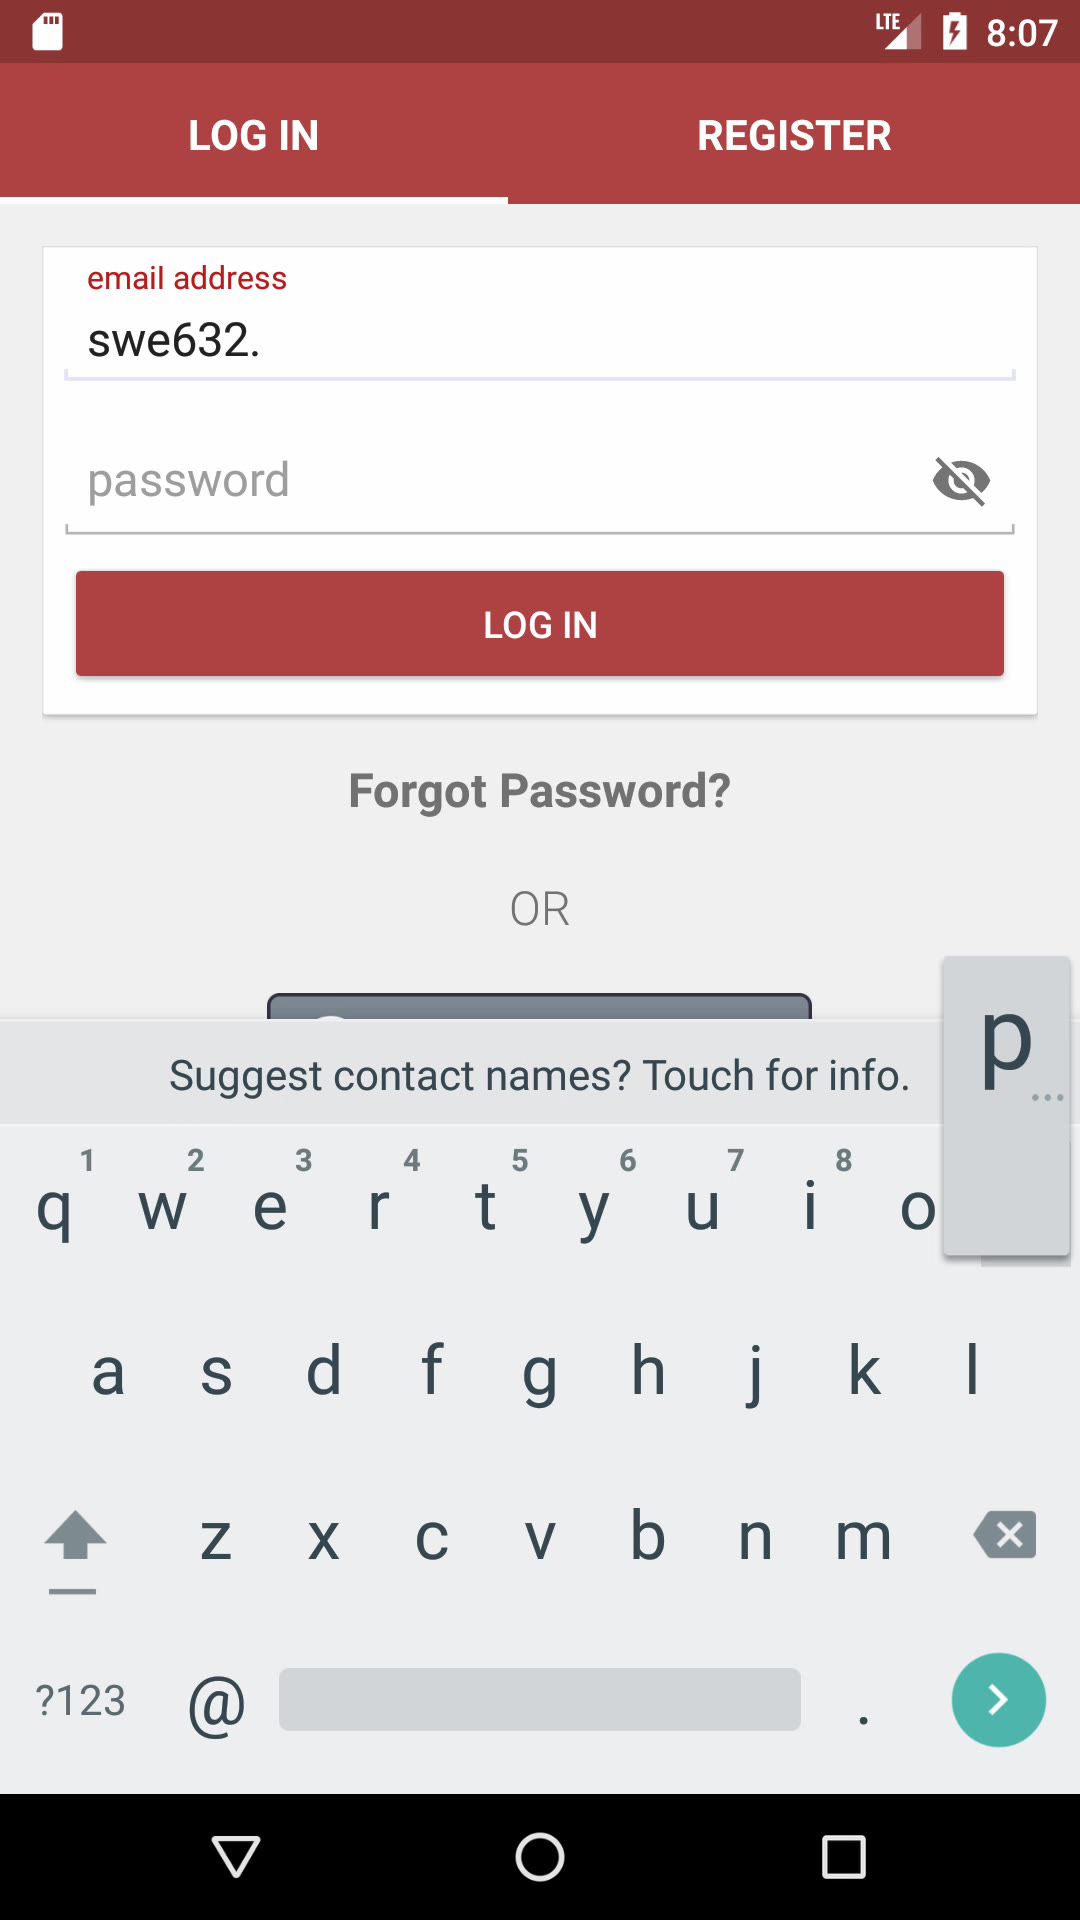 LTE 8:07
LOG IN REGISTER
email address
swe632.
password
LOG IN
Forgot Password?
OR
Suggest contact names? Touch for info.
p
...
1 2 3 4 5 6 7 8
q w e r t y u i o
a s d f g h j k l
z x c v b n m
?123 @ .